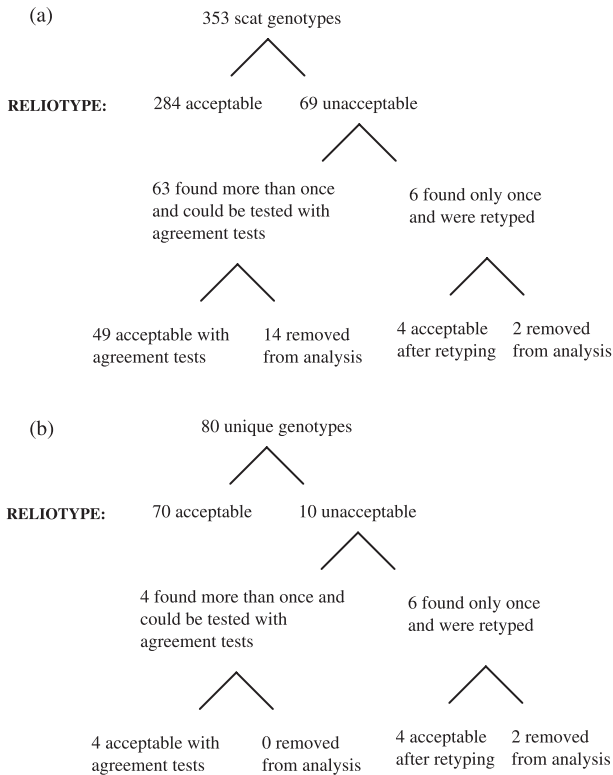 (a)
353 scat genotypes
RELIOTYPE: 284 acceptable 69 unacceptable
63 found more than once
and could be tested with
agreement tests
6 found only once
and were retyped
49 acceptable with
agreement tests
14 removed
from analysis
4 acceptable
after retyping
2 removed
from analysis
(b)
80 unique genotypes
RELIOTYPE: 70 acceptable 10 unacceptable
4 found more than once and
could be tested with
agreement tests
6 found only once
and were retyped
4 acceptable with
agreement tests
0 removed
from analysis
4 acceptable
after retyping
2 removed
from analysis